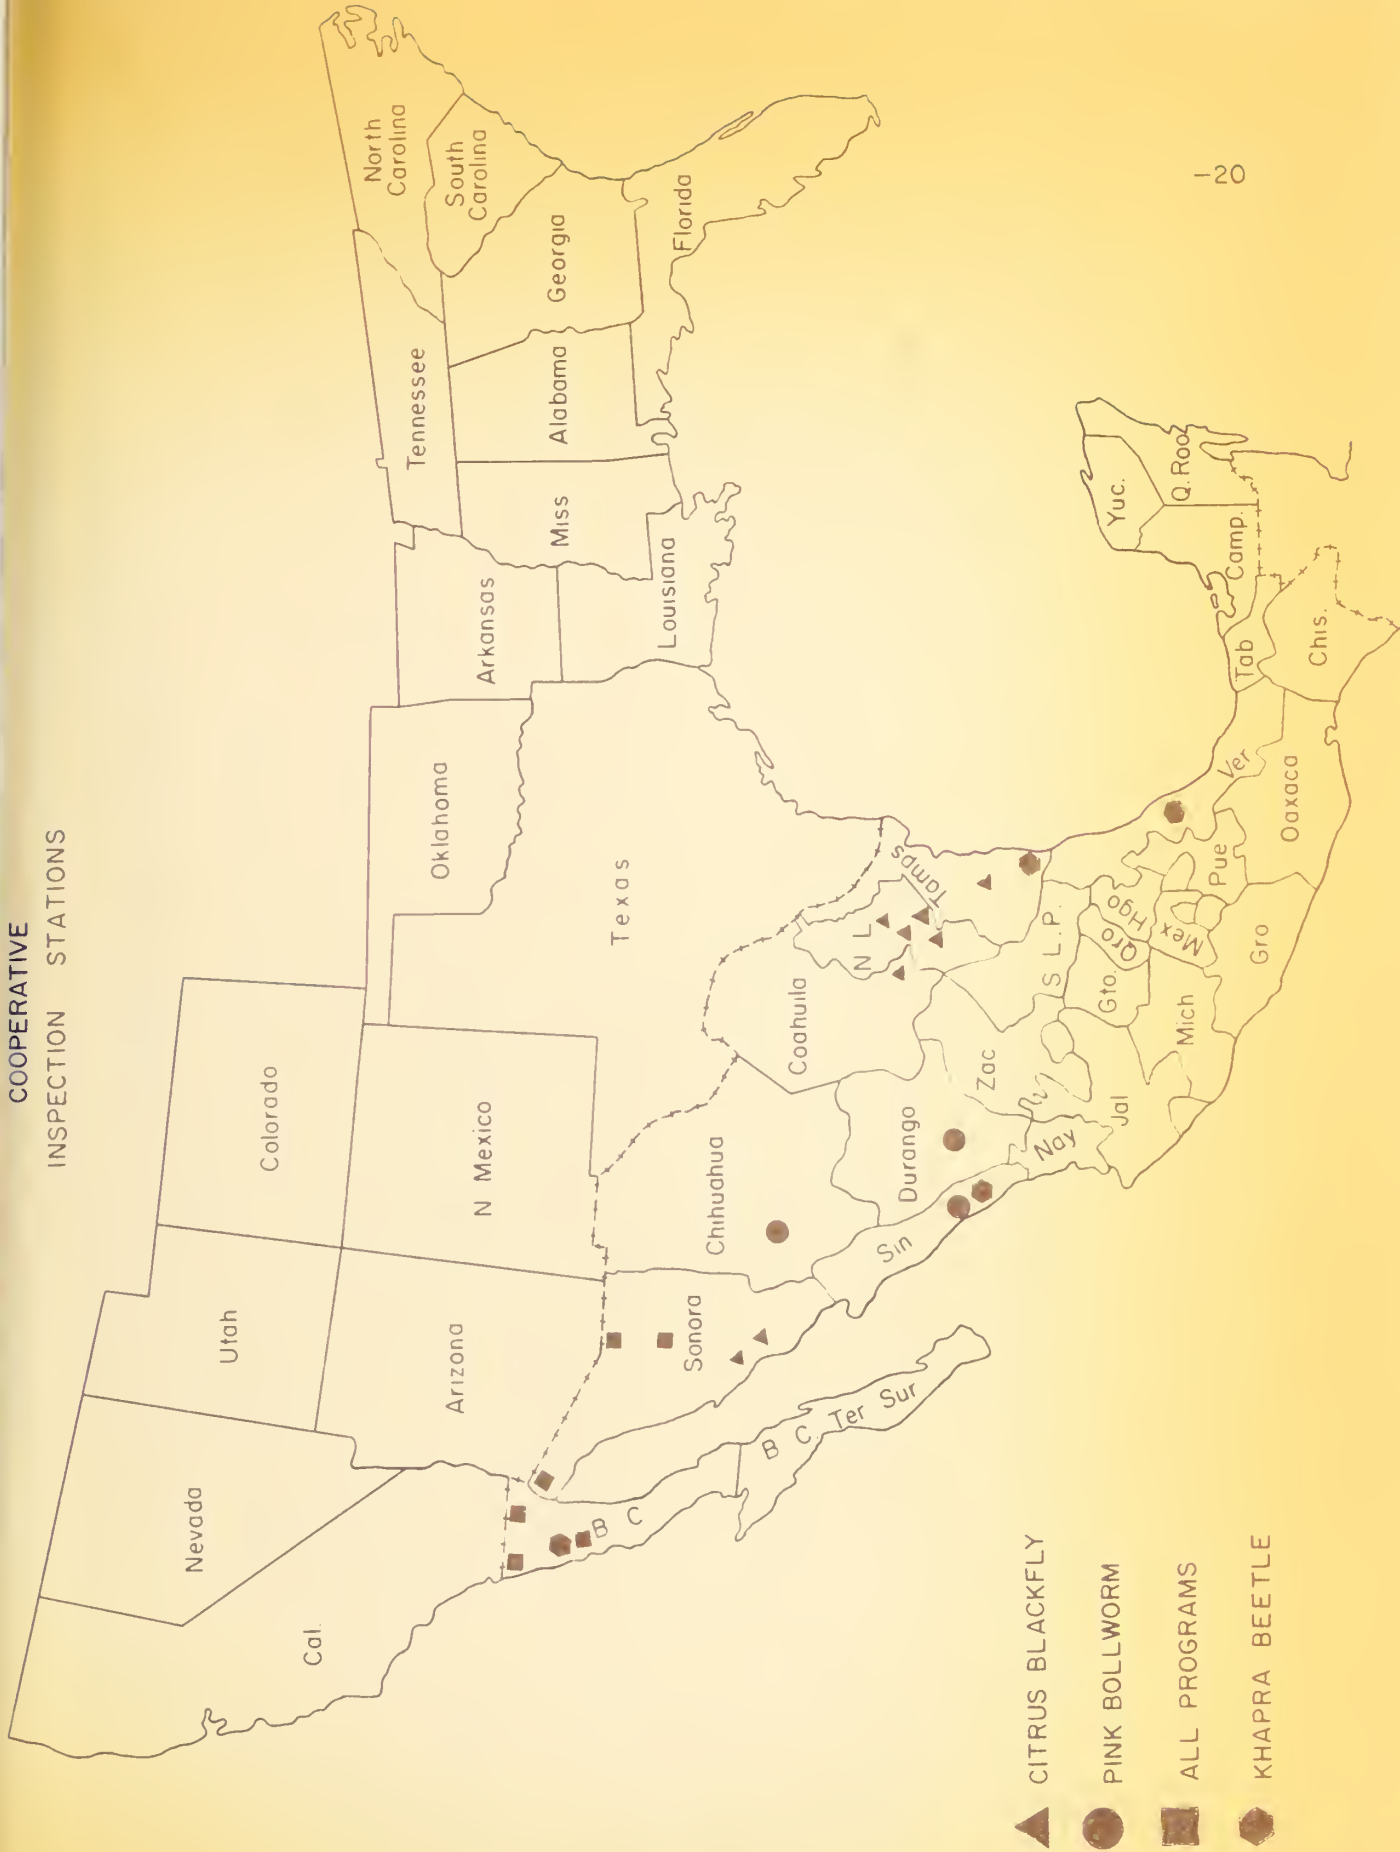 COOPERATIVE
INSPECTION STATIONS
Nevada
Utah
Colorado
Cal.
Arizona
N Mexico
Oklahoma
Texas
Arkansas
Louisiana
Tennessee
Miss
Alabama
Georgia
Florida
North
Carolina
South
Carolina
B C
B C Ter Sur
Sonora
Chihuahua
Coahuila
N L
Tamps
Sin
Durango
Zac
S L.P.
Nay
Jal
Gto.
Qro
Hgo
Mex
Mich
Pue
Gro
Ver
Oaxaca
Tab
Chis.
Camp.
Yuc.
Q. Roo
CITRUS BLACKFLY
PINK BOLLWORM
ALL PROGRAMS
KHAPRA BEETLE
-20